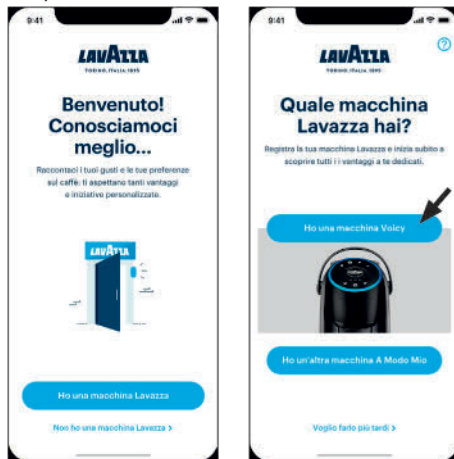 9:41
LAVAZZA
TORINO, ITALIA, 1895
Benvenuto!
Conosciamoci
meglio...
Raccontaci i tuoi gusti e le tue preferenze
sul caffè: ti aspettano tanti vantaggi
e iniziative personalizzate.
LAVAZZA
Ho una macchina Lavazza
Non ho una macchina Lavazza >
9:41
?
LAVAZZA
TORINO, ITALIA, 1895
Quale macchina
Lavazza hai?
Registra la tua macchina Lavazza e inizia subito a
scoprire tutti i i vantaggi a te dedicati.
Ho una macchina Voicy
Ho un'altra macchina A Modo Mio
Voglio farlo più tardi >